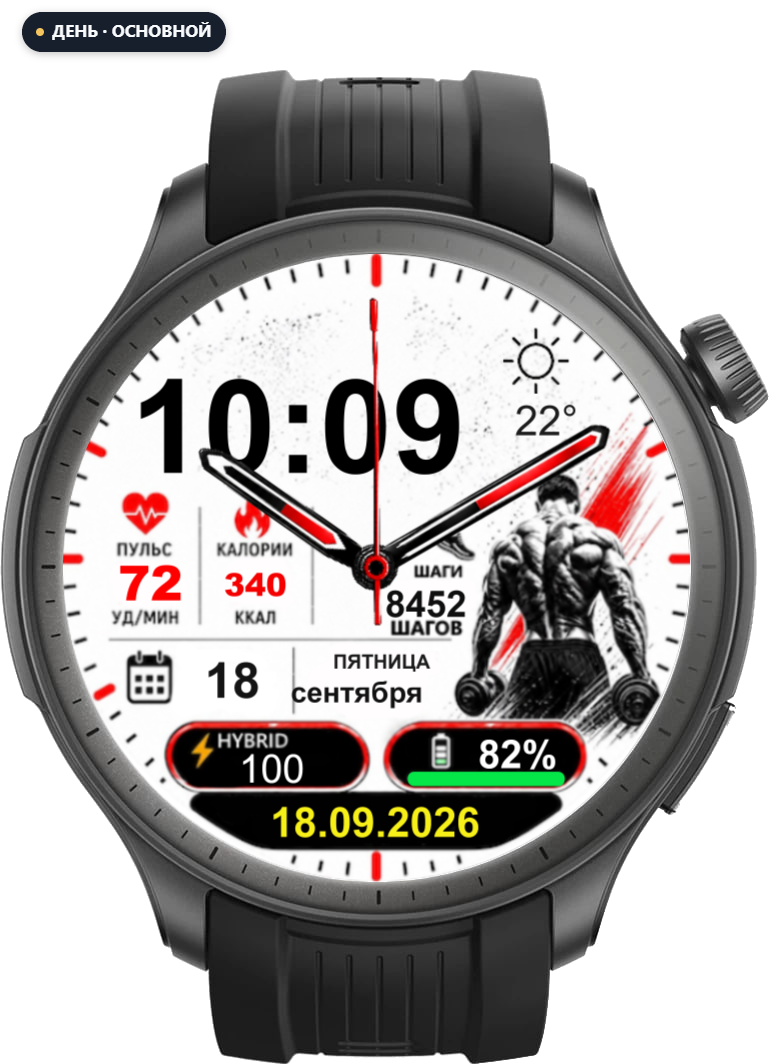 ДЕНЬ · ОСНОВНОЙ
10:09
22°
ПУЛЬС
КАЛОРИИ
72
340
УД/МИН
ККАЛ
ШАГИ
8452
ШАГОВ
18
ПЯТНИЦА
сентября
HYBRID
100
82%
18.09.2026